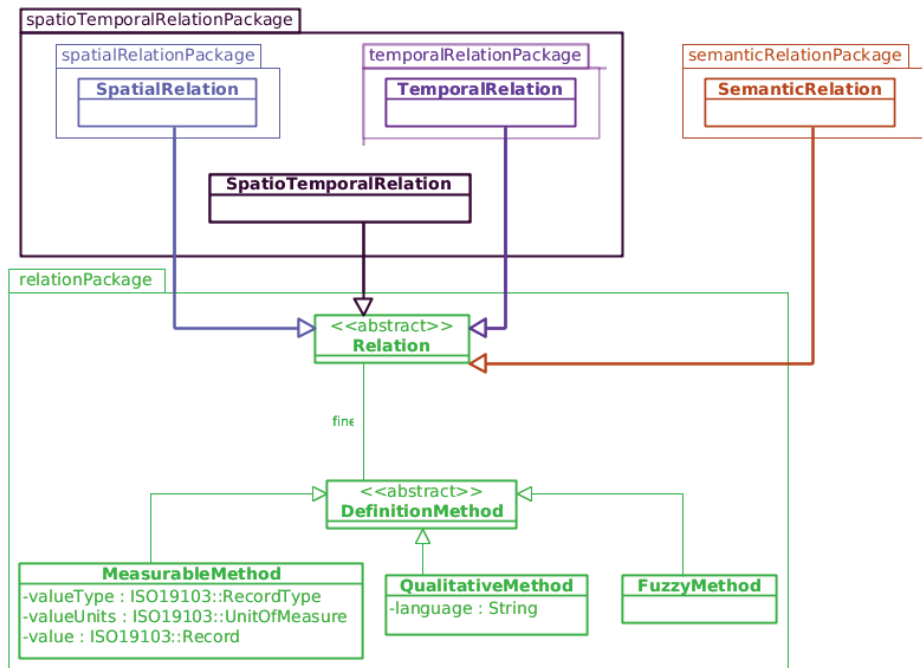 spatioTemporalRelationPackage
spatialRelationPackage
temporalRelationPackage
semanticRelationPackage
SpatialRelation
TemporalRelation
SemanticRelation
SpatioTemporalRelation
relationPackage
<<abstract>>
Relation
fine
<<abstract>>
DefinitionMethod
MeasurableMethod
-valueType : ISO19103::RecordType
-valueUnits : ISO19103::UnitOfMeasure
-value : ISO19103::Record
QualitativeMethod
-language : String
FuzzyMethod